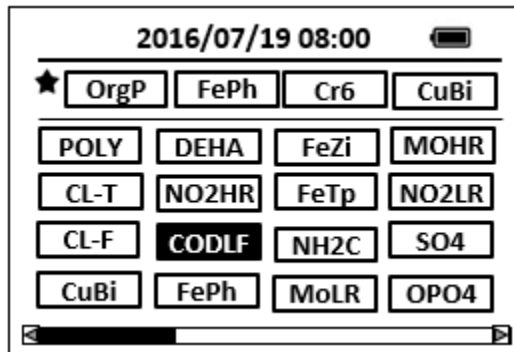 2016/07/19 08:00
OrgP FePh Cr6 CuBi
POLY DEHA FeZi MOHR
CL-T NO2HR FeTp NO2LR
CL-F CODLF NH2C SO4
CuBi FePh MoLR OPO4